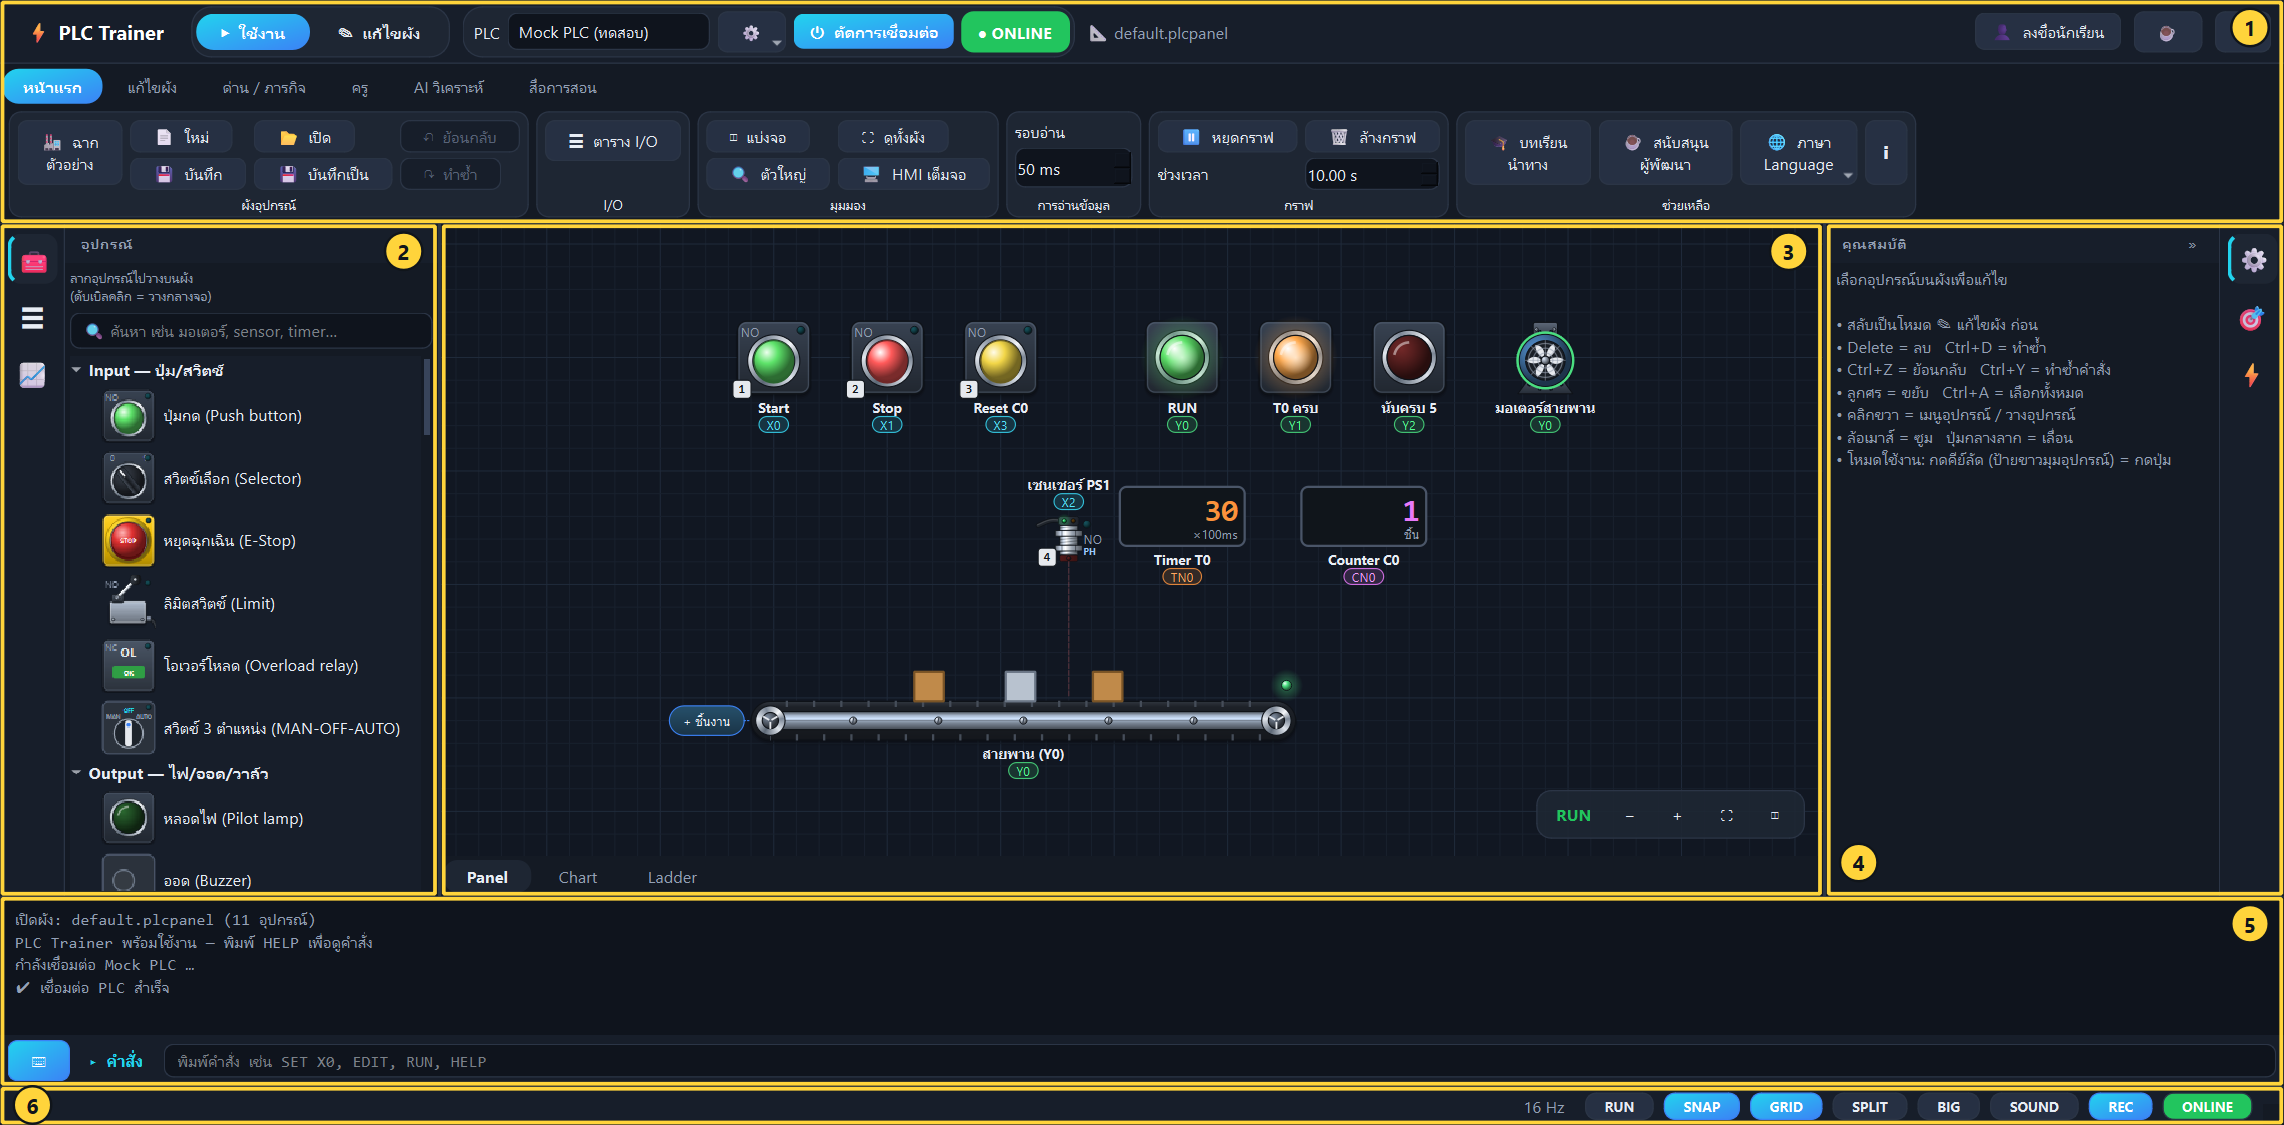 PLC Trainer
ใช้งาน
แก้ไขผัง
PLC
Mock PLC (ทดสอบ)
ตัดการเชื่อมต่อ
● ONLINE
default.plcpanel
ลงชื่อนักเรียน
1
หน้าแรก
แก้ไขผัง
ด่าน / ภารกิจ
ครู
AI วิเคราะห์
สื่อการสอน
ฉาก
ตัวอย่าง
ใหม่
เปิด
ย้อนกลับ
บันทึก
บันทึกเป็น
ทำซ้ำ
ผังอุปกรณ์
ตาราง I/O
I/O
แบ่งจอ
ดูทั้งผัง
ตัวใหญ่
HMI เต็มจอ
มุมมอง
รอบอ่าน
50 ms
การอ่านข้อมูล
หยุดกราฟ
ล้างกราฟ
ช่วงเวลา
10.00 s
กราฟ
บทเรียน
นำทาง
สนับสนุน
ผู้พัฒนา
ภาษา
Language
i
ช่วยเหลือ
อุปกรณ์
2
ลากอุปกรณ์ไปวางบนผัง
(ดับเบิลคลิก = วางกลางจอ)
ค้นหา เช่น มอเตอร์, sensor, timer...
Input — ปุ่ม/สวิตช์
NO
ปุ่มกด (Push button)
สวิตช์เลือก (Selector)
STOP
หยุดฉุกเฉิน (E-Stop)
NO
ลิมิตสวิตช์ (Limit)
NC
OL
โอเวอร์โหลด (Overload relay)
OFF
MAN AUTO
สวิตช์ 3 ตำแหน่ง (MAN-OFF-AUTO)
Output — ไฟ/ออด/วาล์ว
หลอดไฟ (Pilot lamp)
ออด (Buzzer)
3
NO
1
Start
X0
NO
2
Stop
X1
NO
3
Reset C0
X3
RUN
Y0
T0 ครบ
Y1
นับครบ 5
Y2
มอเตอร์สายพาน
Y0
เซนเซอร์ PS1
X2
NO
PH
4
30
×100ms
Timer T0
TN0
1
ชิ้น
Counter C0
CN0
+ ชิ้นงาน
สายพาน (Y0)
Y0
RUN
−
+
Panel
Chart
Ladder
คุณสมบัติ
»
เลือกอุปกรณ์บนผังเพื่อแก้ไข
• สลับเป็นโหมด ✎ แก้ไขผัง ก่อน
• Delete = ลบ Ctrl+D = ทำซ้ำ
• Ctrl+Z = ย้อนกลับ Ctrl+Y = ทำซ้ำคำสั่ง
• ลูกศร = ขยับ Ctrl+A = เลือกทั้งหมด
• คลิกขวา = เมนูอุปกรณ์ / วางอุปกรณ์
• ล้อเมาส์ = ซูม ปุ่มกลางลาก = เลื่อน
• โหมดใช้งาน: กดคีย์ลัด (ป้ายขาวมุมอุปกรณ์) = กดปุ่ม
4
เปิดผัง: default.plcpanel (11 อุปกรณ์)
PLC Trainer พร้อมใช้งาน — พิมพ์ HELP เพื่อดูคำสั่ง
กำลังเชื่อมต่อ Mock PLC …
✔ เชื่อมต่อ PLC สำเร็จ
5
▸ คำสั่ง
พิมพ์คำสั่ง เช่น SET X0, EDIT, RUN, HELP
6
16 Hz
RUN
SNAP
GRID
SPLIT
BIG
SOUND
REC
ONLINE